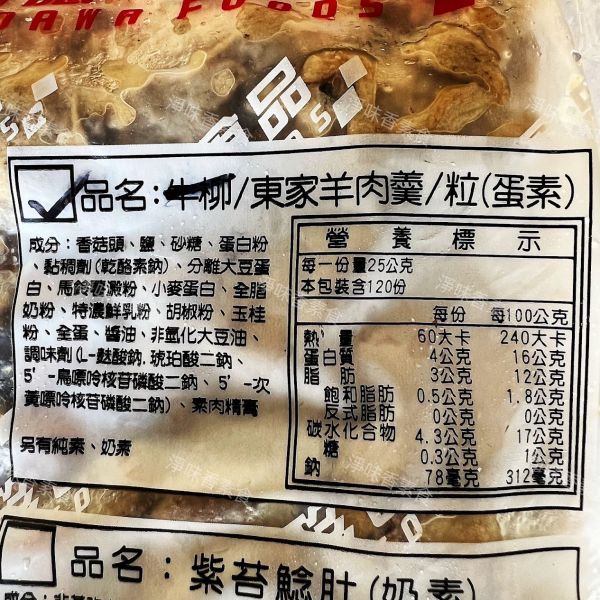 DAWA FOODS
品名:牛柳/東家羊肉羹/粒(蛋素)
成分:香菇頭、鹽、砂糖、蛋白粉
、黏稠劑(乾酪素鈉)、分離大豆蛋
白、馬鈴薯澱粉、小麥蛋白、全脂
奶粉、特濃鮮乳粉、胡椒粉、玉桂
粉、全蛋、醬油、非氫化大豆油、
調味劑(L-麩酸鈉,琥珀酸二鈉、
5'-鳥嘌呤核苷磷酸二鈉、5'-次
黃嘌呤核苷磷酸二鈉)、素肉精膏
另有純素、奶素
營養標示
每一份量25公克
本包裝含120份
每份 每100公克
熱量 60大卡 240大卡
蛋白質 4公克 16公克
脂肪 3公克 12公克
飽和脂肪 0.5公克 1.8公克
反式脂肪 0公克 0公克
碳水化合物 4.3公克 17公克
糖 0.3公克 1公克
鈉 78毫克 312毫克
品名:紫苔鯰肚(奶素)
淨味香素食